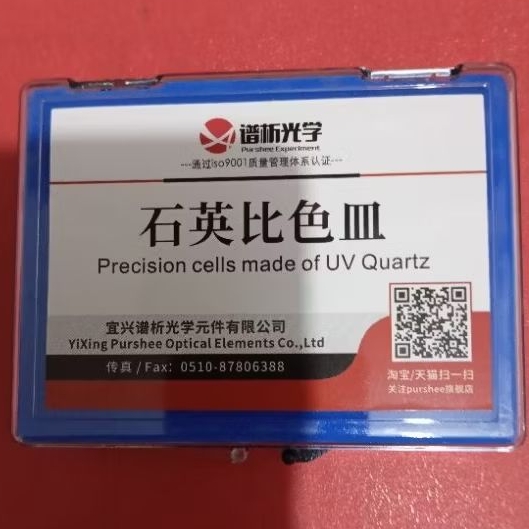 谱析光学
Purshee Experiment
---通过iso9001质量管理体系认证---
石英比色皿
Precision cells made of UV Quartz
宜兴谱析光学元件有限公司
YiXing Purshee Optical Elements Co.,Ltd
传真 / Fax: 0510-87806388
淘宝/天猫扫一扫
关注purshee旗舰店